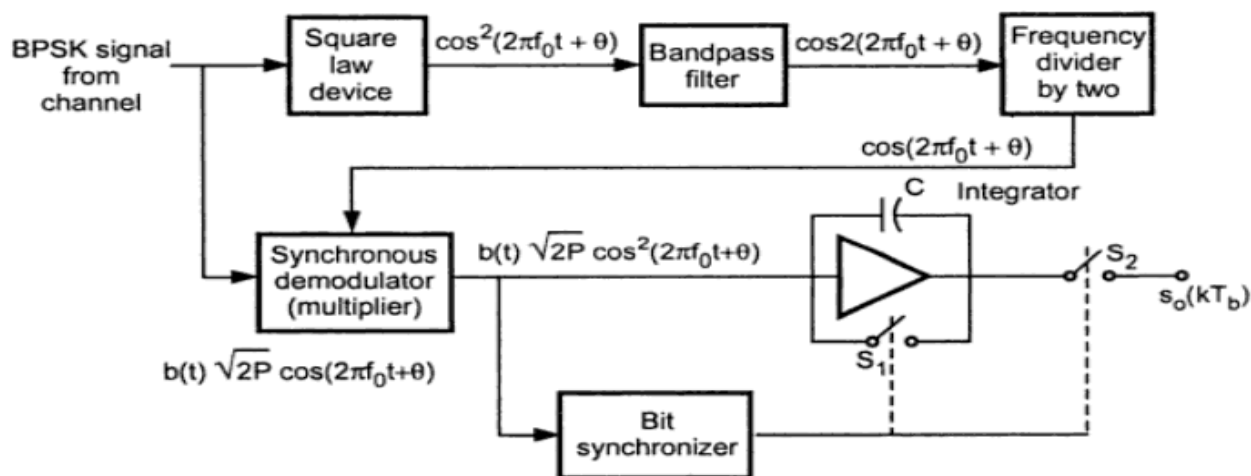 BPSK signal
from
channel
Square
law
device
cos²(2πf₀t + θ)
Bandpass
filter
cos2(2πf₀t + θ)
Frequency
divider
by two
cos(2πf₀t + θ)
Synchronous
demodulator
(multiplier)
b(t) √2P cos²(2πf₀t+θ)
C
Integrator
S₁
S₂
sₒ(kT_b)
b(t) √2P cos(2πf₀t+θ)
Bit
synchronizer